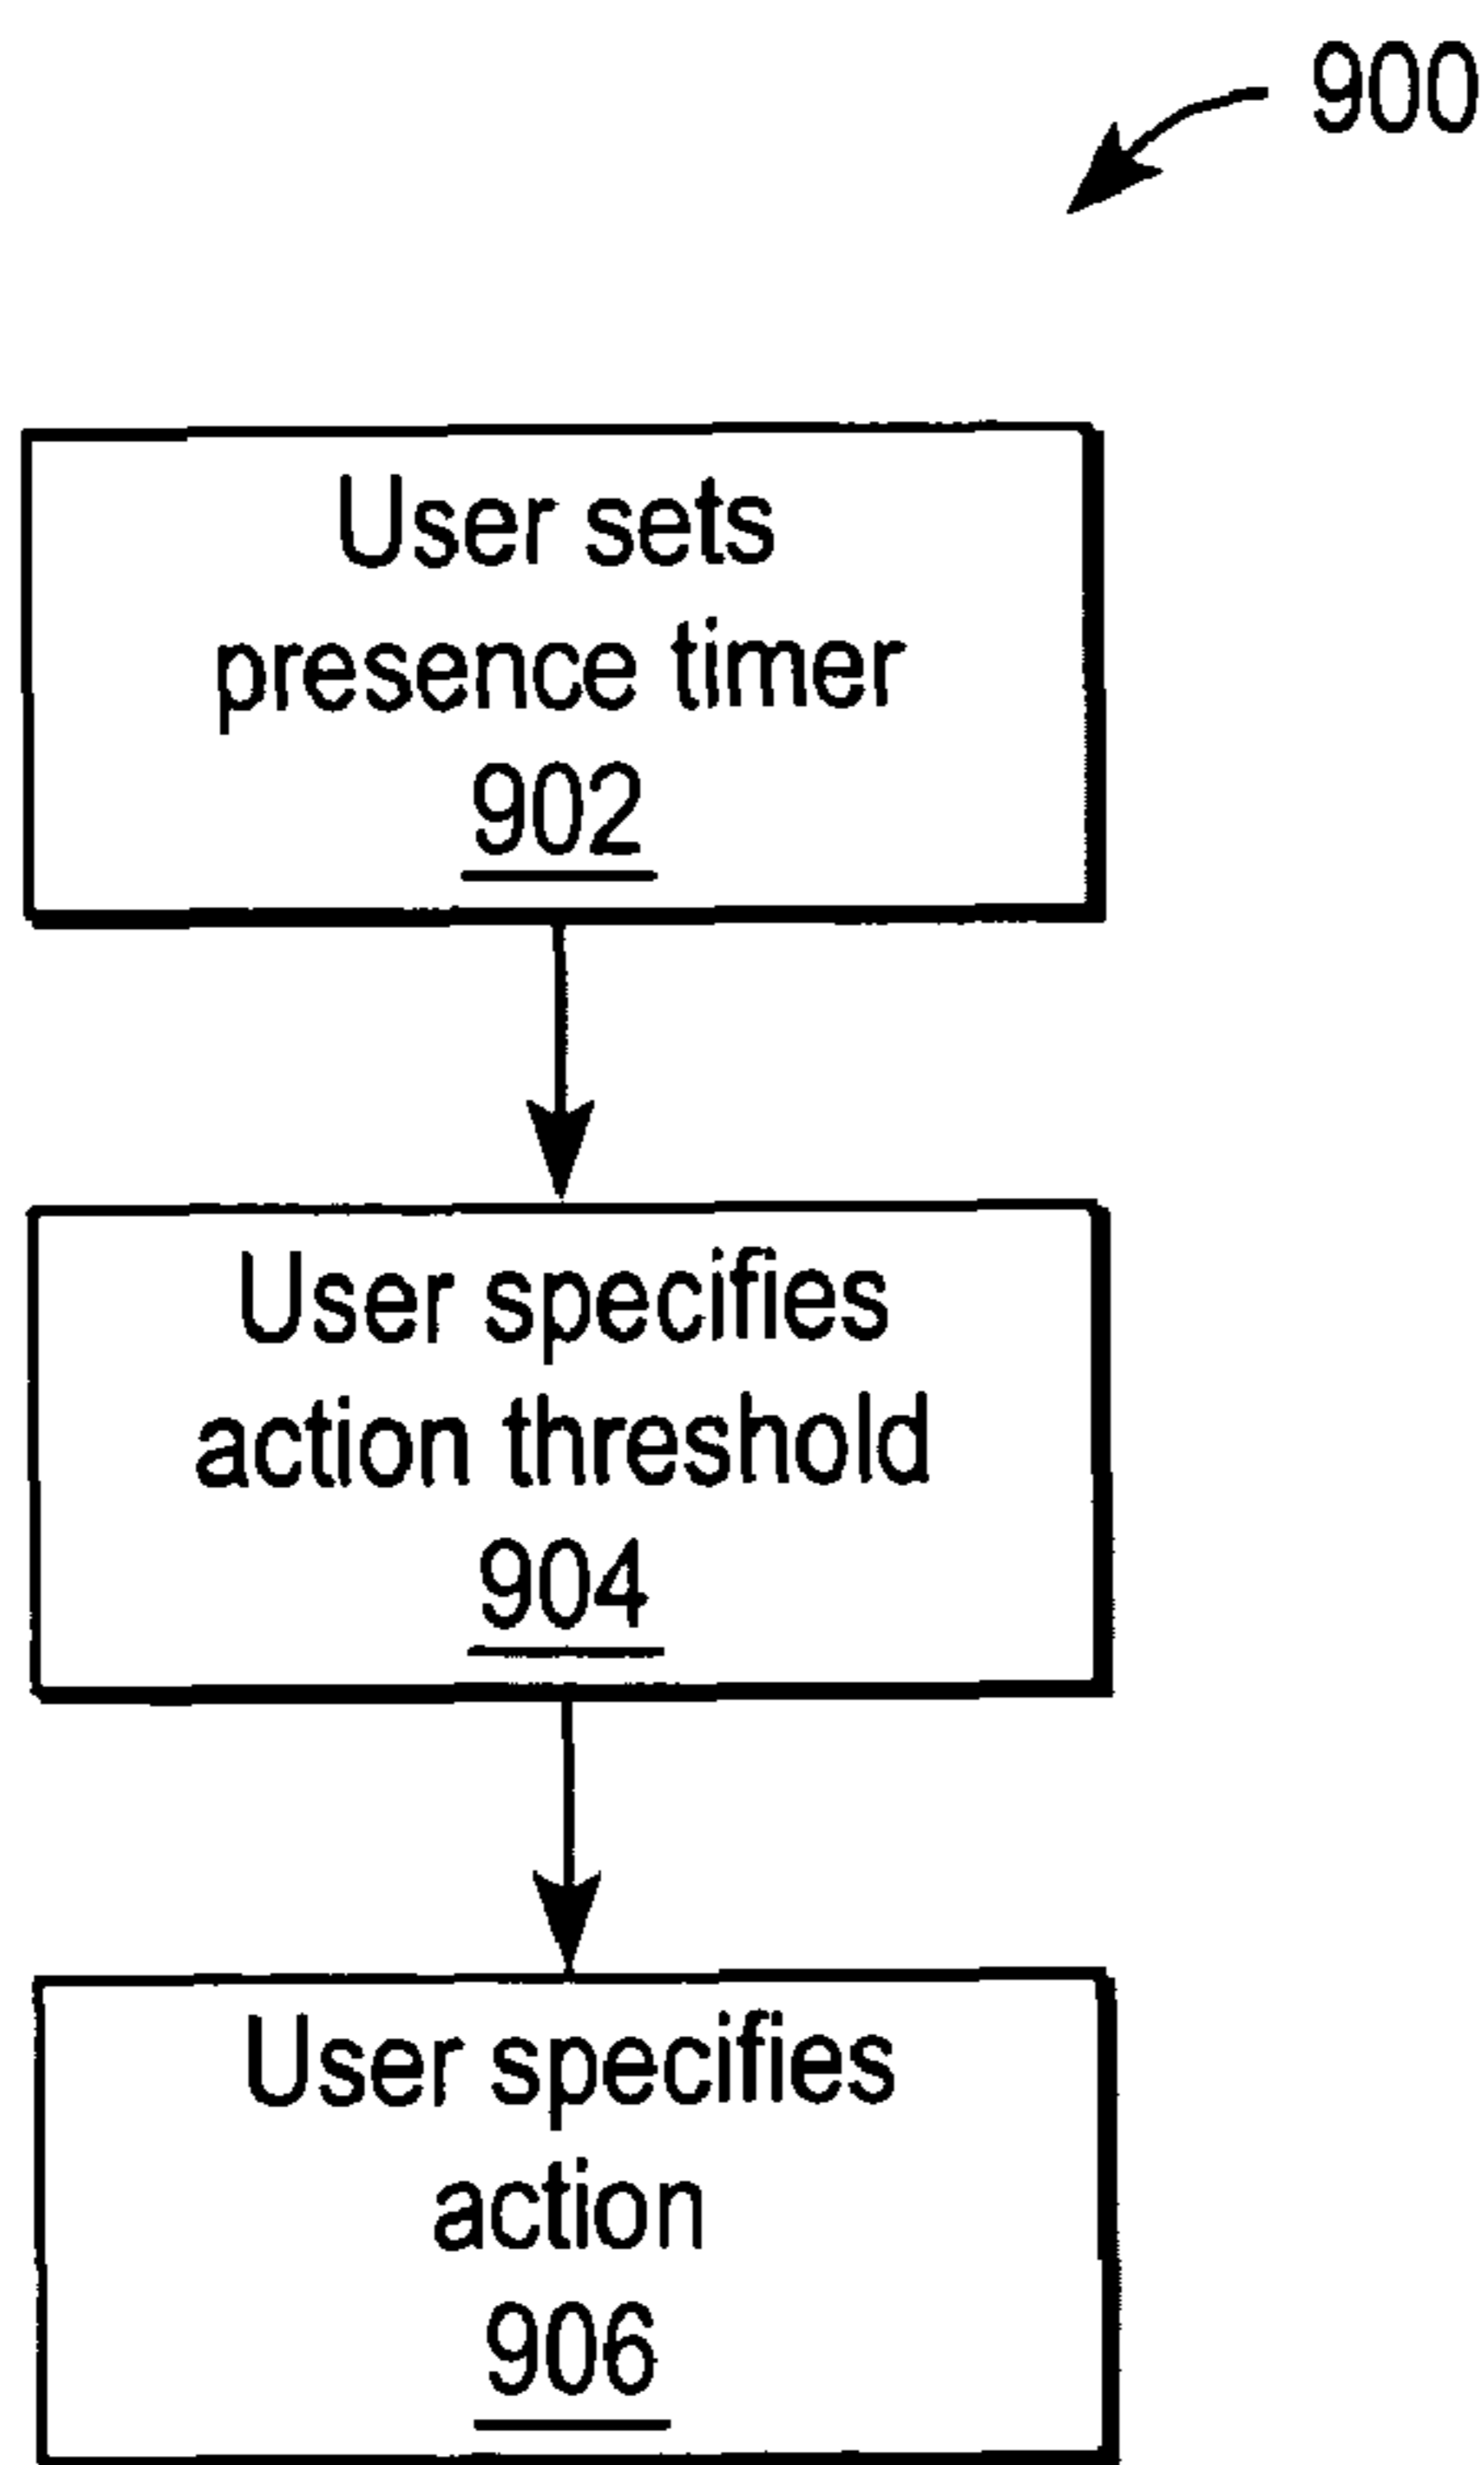 900
User sets
presence timer
902
User specifies
action threshold
904
User specifies
action
906